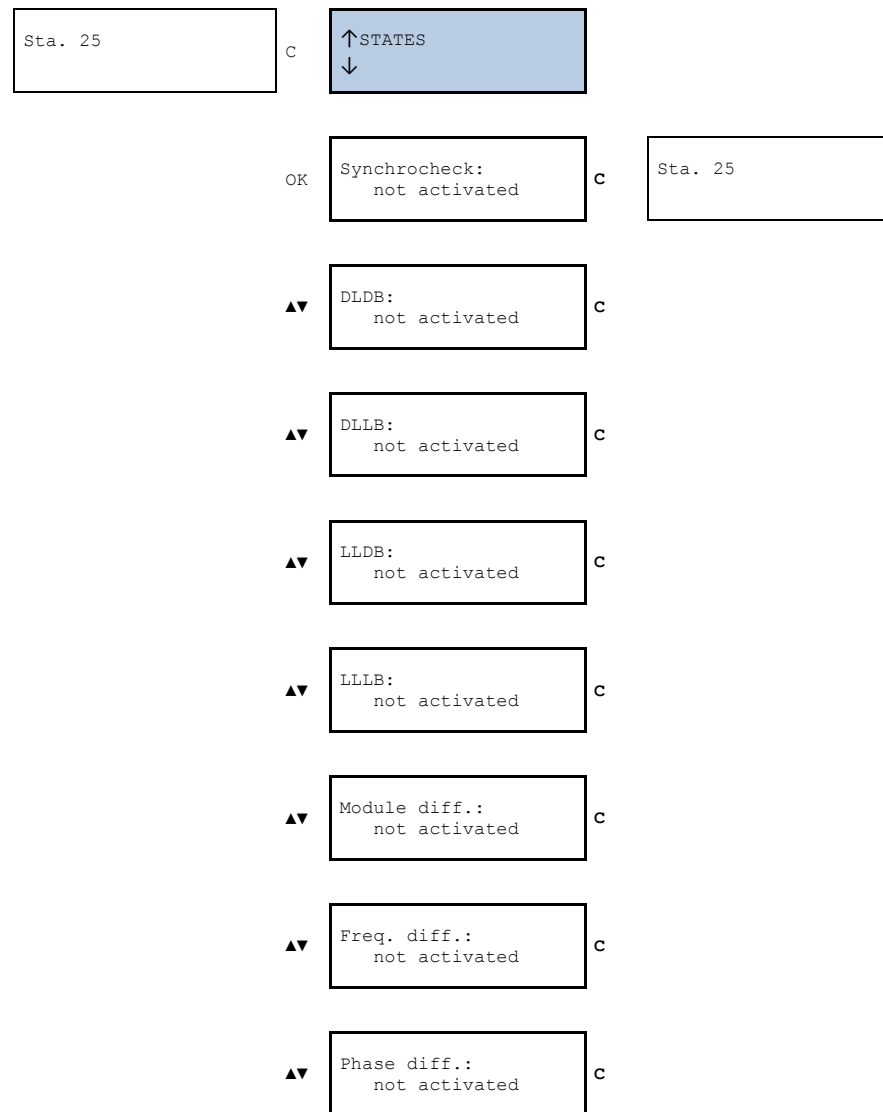 Sta. 25
C
↑STATES
↓
OK
Synchrocheck:
not activated
C
Sta. 25
▲▼
DLDB:
not activated
C
▲▼
DLLB:
not activated
C
▲▼
LLDB:
not activated
C
▲▼
LLLB:
not activated
C
▲▼
Module diff.:
not activated
C
▲▼
Freq. diff.:
not activated
C
▲▼
Phase diff.:
not activated
C